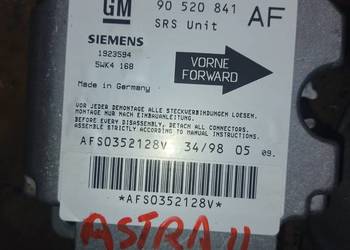 GM
90 520 841 AF
SRS Unit
SIEMENS
1923594
5WK4 168
VORNE
FORWARD
Made in Germany
VOR JEDER DEMONTAGE ALLE STECKVERBINDUNGEN LOESEN.
MONTAGE NUR NACH EINBAUANLEITUNG.
BEFORE ANY DISASSEMBLY, DETACH ALL CONNECTORS.
ASSEMBLE STRICTLY ACCORDING TO MANUAL INSTRUCTIONS.
AFS0352128V 34/98 05 09.
*AFS0352128V*
ASTRA II